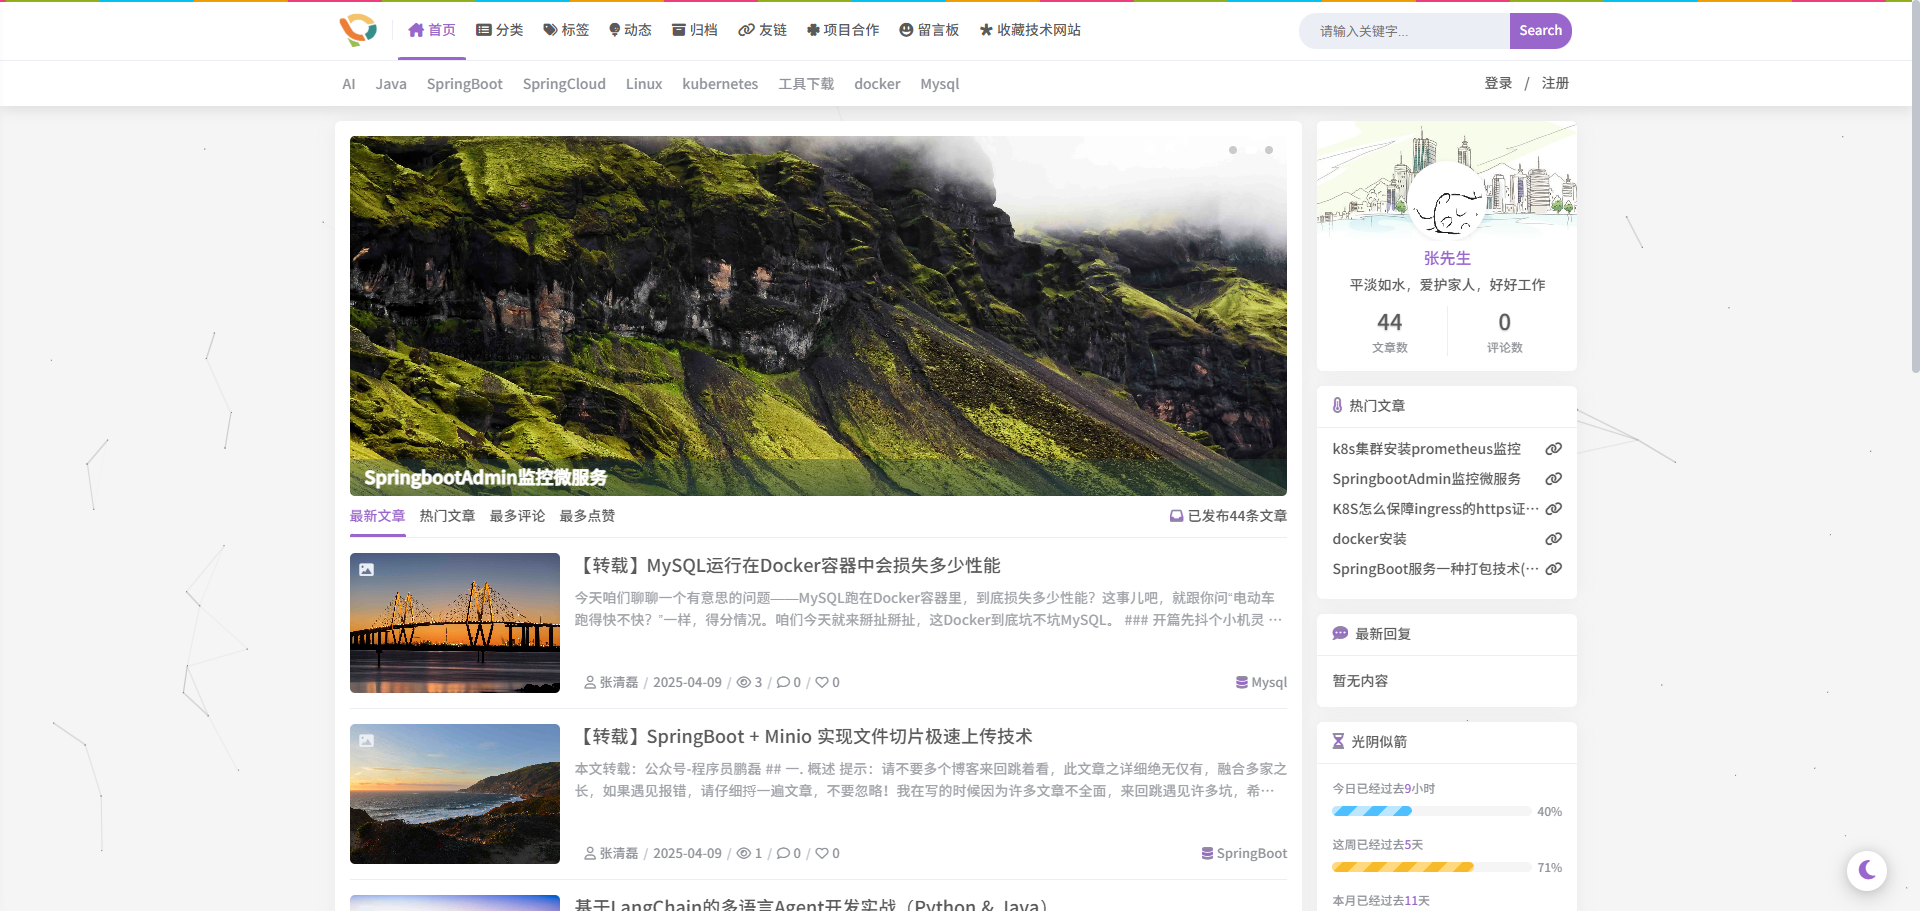 首页
分类
标签
动态
归档
友链
项目合作
留言板
收藏技术网站
请输入关键字...
Search
AI
Java
SpringBoot
SpringCloud
Linux
kubernetes
工具下载
docker
Mysql
登录 / 注册
SpringbootAdmin监控微服务
最新文章
热门文章
最多评论
最多点赞
已发布44条文章
【转载】MySQL运行在Docker容器中会损失多少性能
今天咱们聊聊一个有意思的问题——MySQL跑在Docker容器里，到底损失多少性能？这事儿吧，就跟你问“电动车
跑得快不快？”一样，得分情况。咱们今天就来掰扯掰扯，这Docker到底坑不坑MySQL。 ### 开篇先抖个小机灵 ···
张清磊 / 2025-04-09 / 3 / 0 / 0
Mysql
【转载】SpringBoot + Minio 实现文件切片极速上传技术
本文转载：公众号-程序员鹏磊 ## 一. 概述 提示：请不要多个博客来回跳着看，此文章之详细绝无仅有，融合多家之
长，如果遇见报错，请仔细捋一遍文章，不要忽略！我在写的时候因为许多文章不全面，来回跳遇见许多坑，希···
张清磊 / 2025-04-09 / 1 / 0 / 0
SpringBoot
基于LangChain的多语言Agent开发实战（Python & Java）
张先生
平淡如水，爱护家人，好好工作
44
文章数
0
评论数
热门文章
k8s集群安装prometheus监控
SpringbootAdmin监控微服务
K8S怎么保障ingress的https证···
docker安装
SpringBoot服务一种打包技术(···
最新回复
暂无内容
光阴似箭
今日已经过去9小时
40%
这周已经过去5天
71%
本月已经过去11天